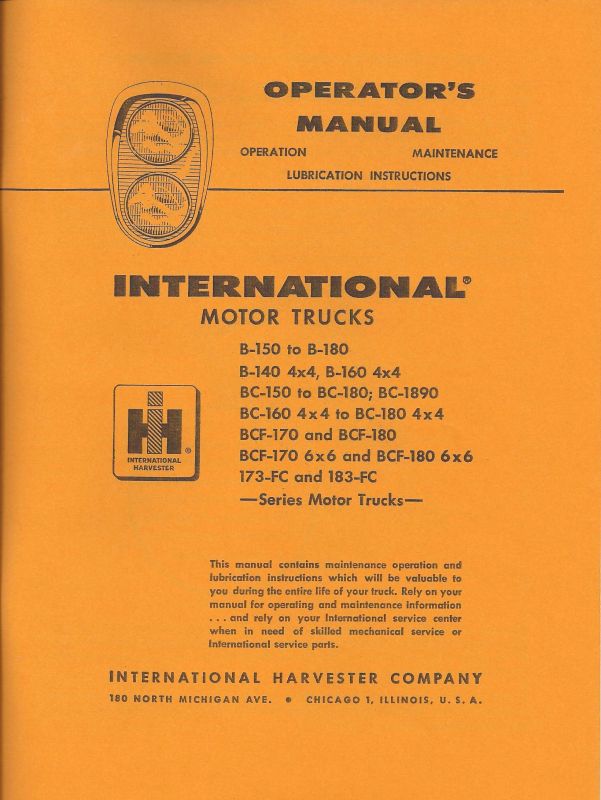 OPERATOR'S
MANUAL
OPERATION MAINTENANCE
LUBRICATION INSTRUCTIONS
INTERNATIONAL®
MOTOR TRUCKS
B-150 to B-180
B-140 4x4, B-160 4x4
BC-150 to BC-180; BC-1890
BC-160 4x4 to BC-180 4x4
BCF-170 and BCF-180
BCF-170 6x6 and BCF-180 6x6
173-FC and 183-FC
—Series Motor Trucks—
IH
®
INTERNATIONAL
HARVESTER
This manual contains maintenance operation and
lubrication instructions which will be valuable to
you during the entire life of your truck. Rely on your
manual for operating and maintenance information
. . . and rely on your International service center
when in need of skilled mechanical service or
International service parts.
INTERNATIONAL HARVESTER COMPANY
180 NORTH MICHIGAN AVE. • CHICAGO 1, ILLINOIS, U. S. A.